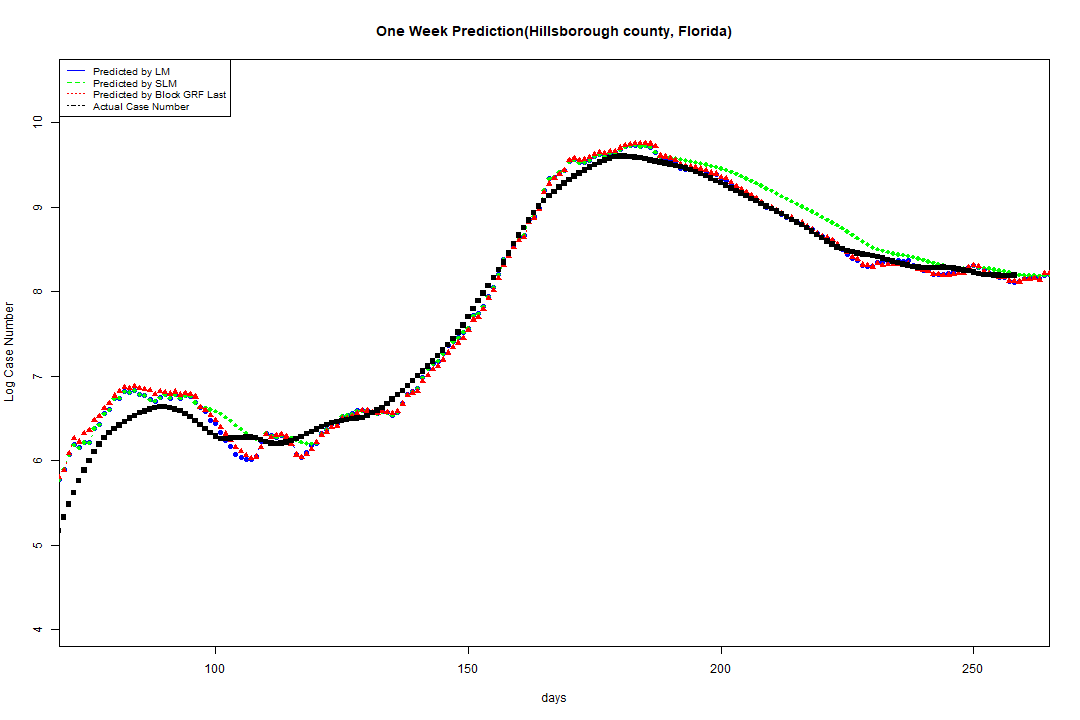 One Week Prediction(Hillsborough county, Florida)
Predicted by LM
Predicted by SLM
Predicted by Block GRF Last
Actual Case Number
10
9
8
7
6
5
4
Log Case Number
100 150 200 250
days